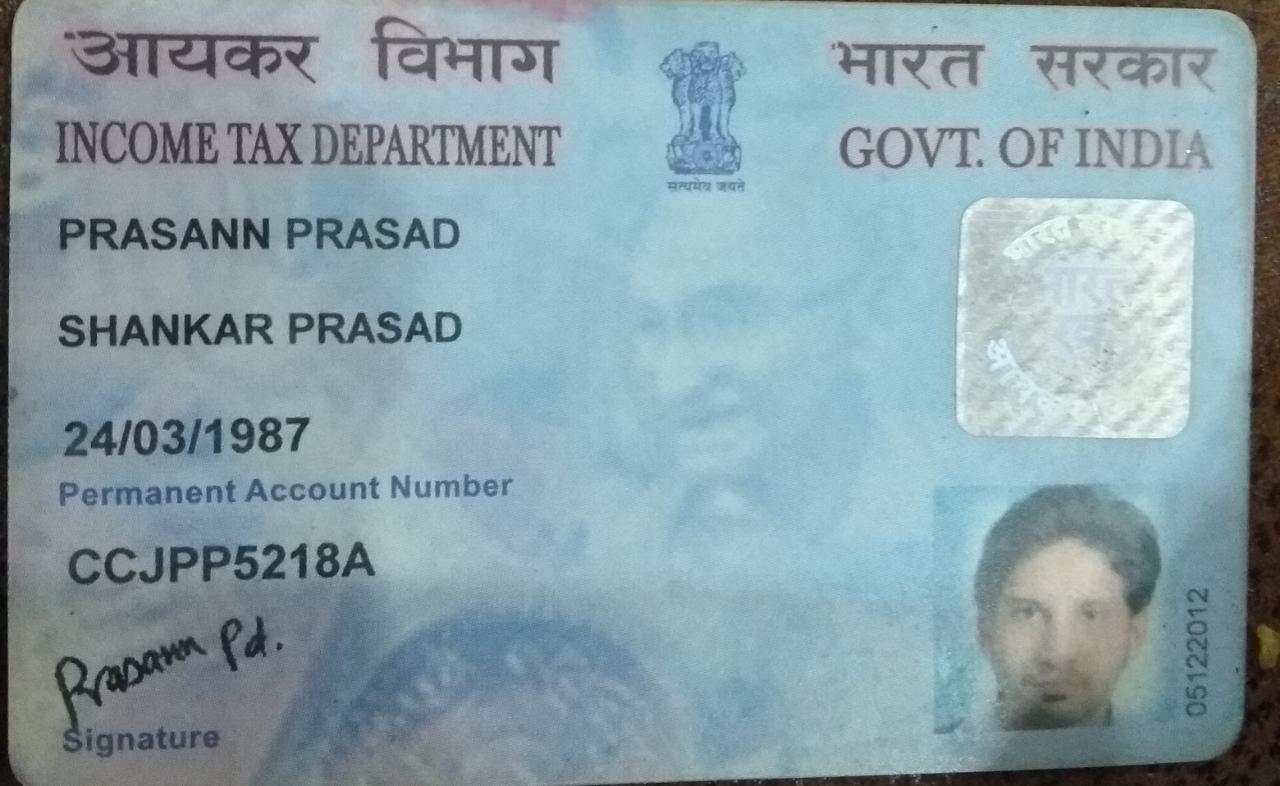 आयकर विभाग
INCOME TAX DEPARTMENT
सत्यमेव जयते
भारत सरकार
GOVT. OF INDIA
PRASANN PRASAD
SHANKAR PRASAD
24/03/1987
Permanent Account Number
CCJPP5218A
Prasann Pd.
Signature
भारत
05122012